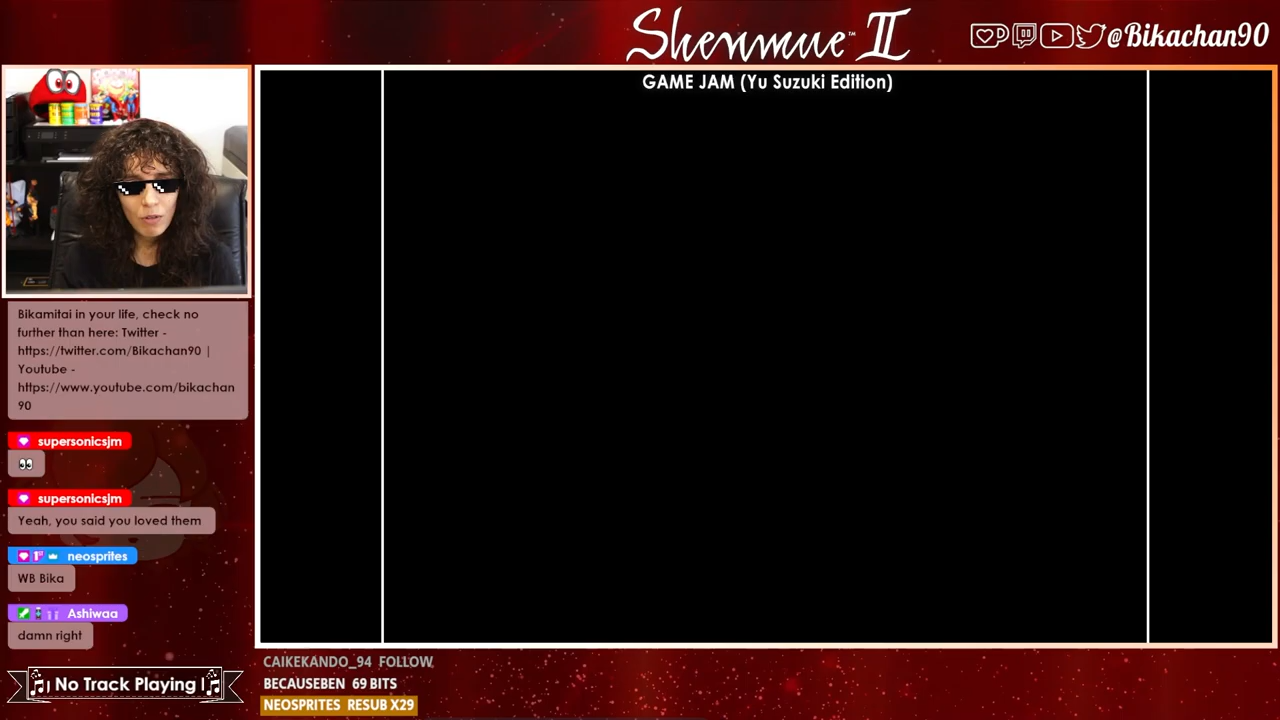 Shenmue™ II
@Bikachan90
GAME JAM (Yu Suzuki Edition)
Bikamitai in your life, check no
further than here: Twitter -
https://twitter.com/Bikachan90 |
Youtube -
https://www.youtube.com/bikachan
90
supersonicsjm
👀
supersonicsjm
Yeah, you said you loved them
neosprites
WB Bika
Ashiwaa
damn right
No Track Playing !
CAIKEKANDO_94 FOLLOW
BECAUSEBEN 69 BITS
NEOSPRITES RESUB X29